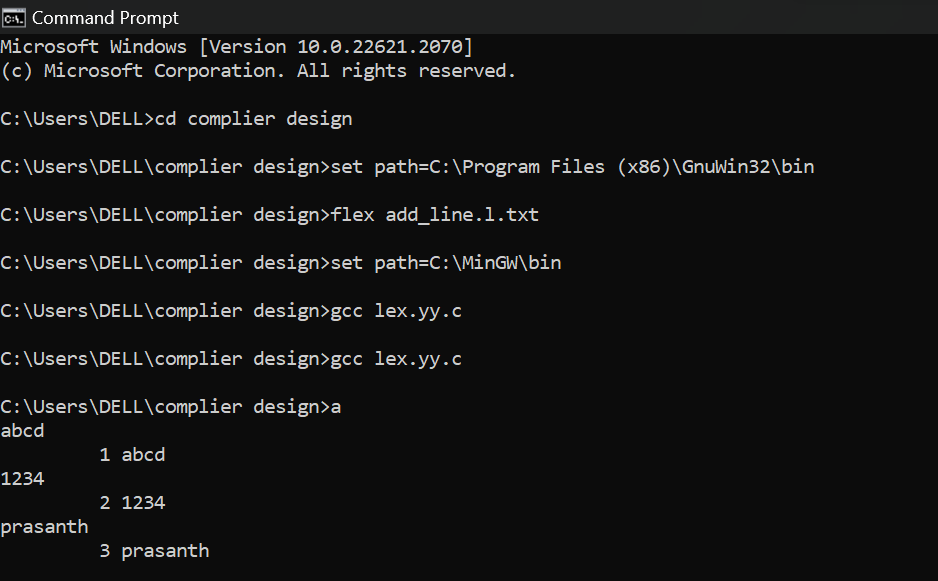 Command Prompt
Microsoft Windows [Version 10.0.22621.2070]
(c) Microsoft Corporation. All rights reserved.
C:\Users\DELL>cd complier design
C:\Users\DELL\complier design>set path=C:\Program Files (x86)\GnuWin32\bin
C:\Users\DELL\complier design>flex add_line.l.txt
C:\Users\DELL\complier design>set path=C:\MinGW\bin
C:\Users\DELL\complier design>gcc lex.yy.c
C:\Users\DELL\complier design>gcc lex.yy.c
C:\Users\DELL\complier design>a
abcd
1 abcd
1234
2 1234
prasanth
3 prasanth